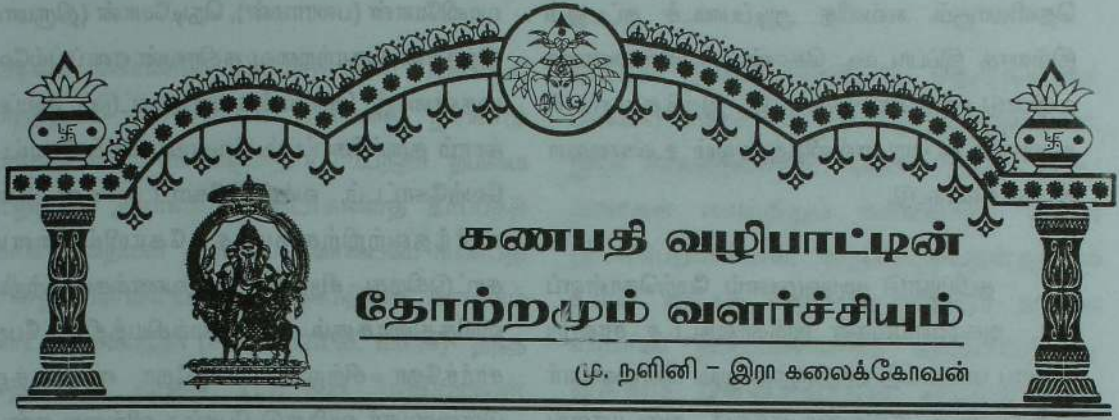 கணபதி வழிபாட்டின்
தோற்றமும் வளர்ச்சியும்
மு. நளினி – இரா கலைக்கோவன்